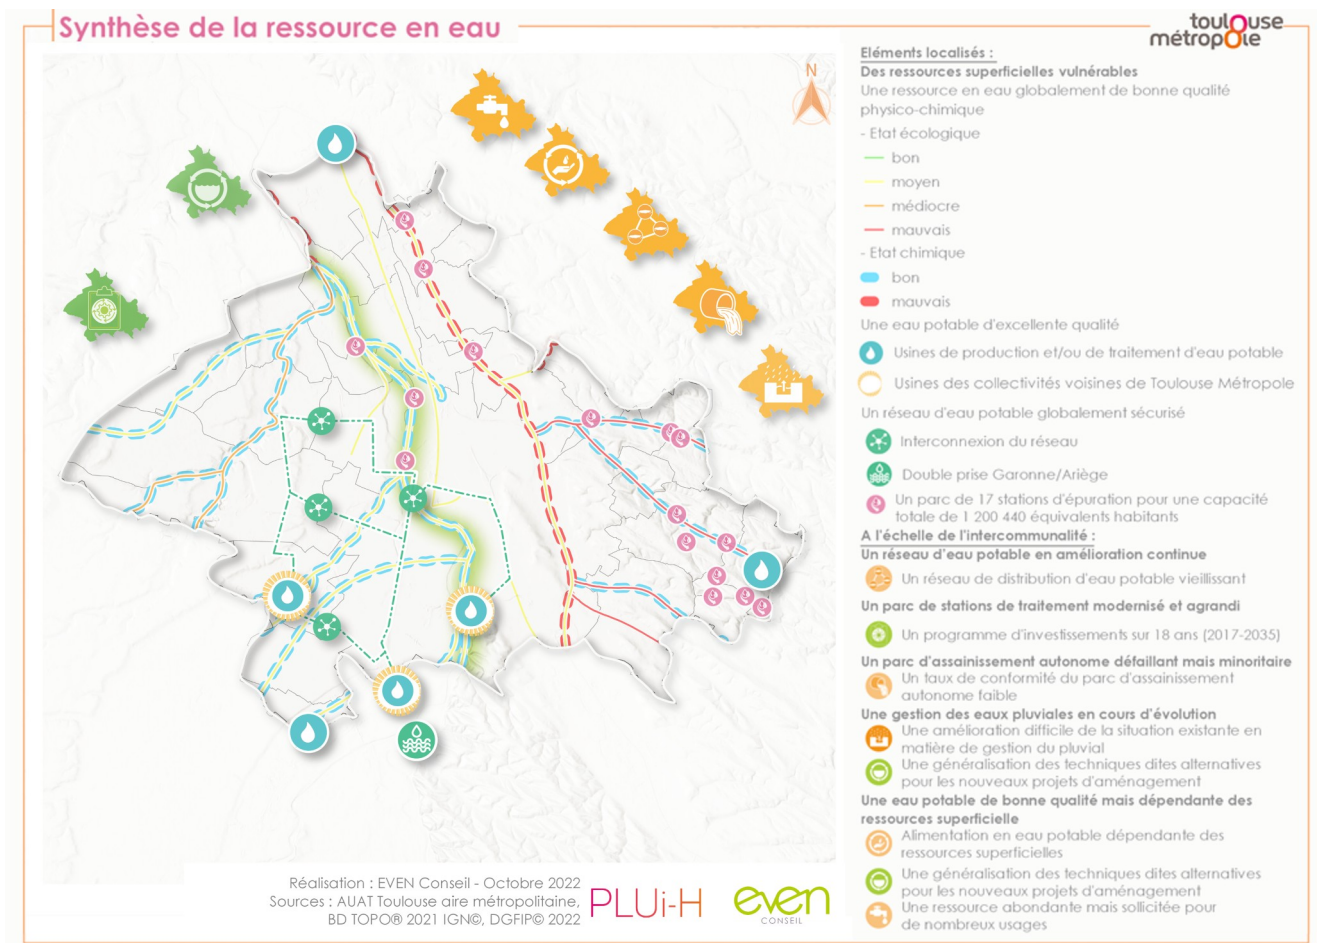 Synthèse de la ressource en eau
toulouse
métropole
N
Eléments localisés :
Des ressources superficielles vulnérables
Une ressource en eau globalement de bonne qualité
physico-chimique
- Etat écologique
bon
moyen
médiocre
mauvais
- Etat chimique
bon
mauvais
Une eau potable d'excellente qualité
Usines de production et/ou de traitement d'eau potable
Usines des collectivités voisines de Toulouse Métropole
Un réseau d'eau potable globalement sécurisé
Interconnexion du réseau
Double prise Garonne/Ariège
Un parc de 17 stations d'épuration pour une capacité
totale de 1 200 440 équivalents habitants
A l'échelle de l'intercommunalité :
Un réseau d'eau potable en amélioration continue
Un réseau de distribution d'eau potable vieillissant
Un parc de stations de traitement modernisé et agrandi
Un programme d'investissements sur 18 ans (2017-2035)
Un parc d'assainissement autonome défaillant mais minoritaire
Un taux de conformité du parc d'assainissement
autonome faible
Une gestion des eaux pluviales en cours d'évolution
Une amélioration difficile de la situation existante en
matière de gestion du pluvial
Une généralisation des techniques dites alternatives
pour les nouveaux projets d'aménagement
Une eau potable de bonne qualité mais dépendante des
ressources superficielle
Alimentation en eau potable dépendante des
ressources superficielles
Une généralisation des techniques dites alternatives
pour les nouveaux projets d'aménagement
Une ressource abondante mais sollicitée pour
de nombreux usages
Réalisation : EVEN Conseil - Octobre 2022
Sources : AUAT Toulouse aire métropolitaine,
BD TOPO® 2021 IGN©, DGFIP© 2022
PLUi-H
even
CONSEIL